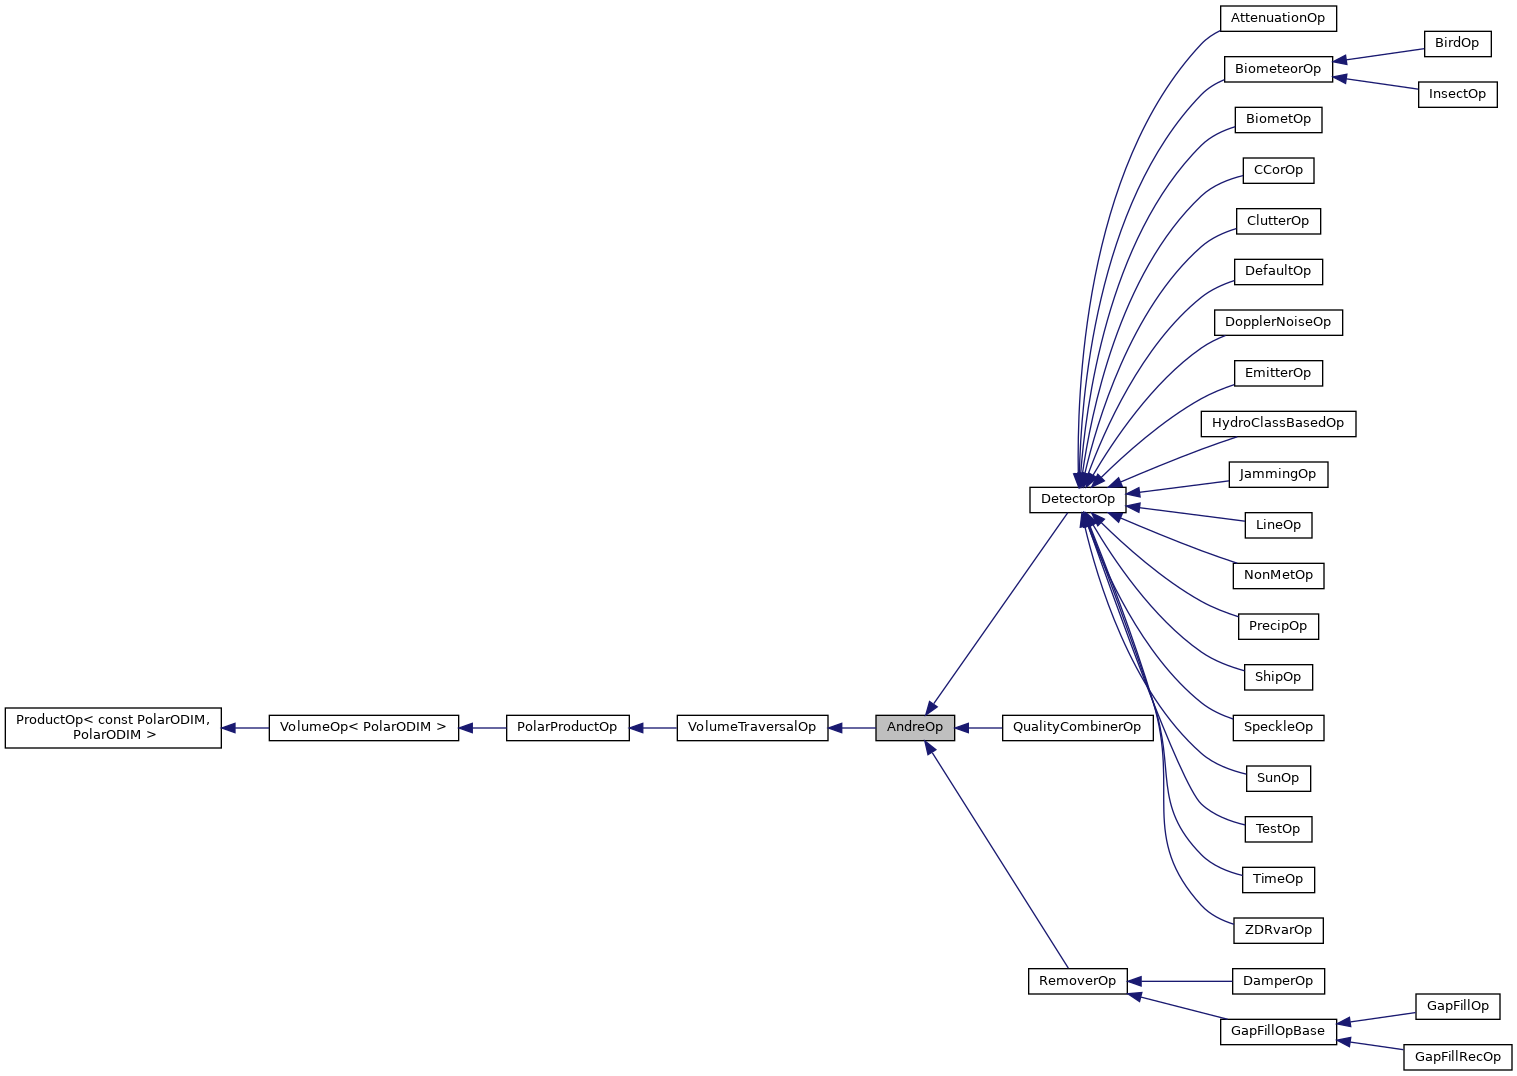 AttenuationOp
BirdOp
BiometeorOp
InsectOp
BiometOp
CCorOp
ClutterOp
DefaultOp
DopplerNoiseOp
EmitterOp
HydroClassBasedOp
JammingOp
DetectorOp
LineOp
NonMetOp
PrecipOp
ShipOp
ProductOp< const PolarODIM,
PolarODIM >
VolumeOp< PolarODIM >
PolarProductOp
VolumeTraversalOp
AndreOp
QualityCombinerOp
SpeckleOp
SunOp
TestOp
TimeOp
ZDRvarOp
RemoverOp
DamperOp
GapFillOp
GapFillOpBase
GapFillRecOp